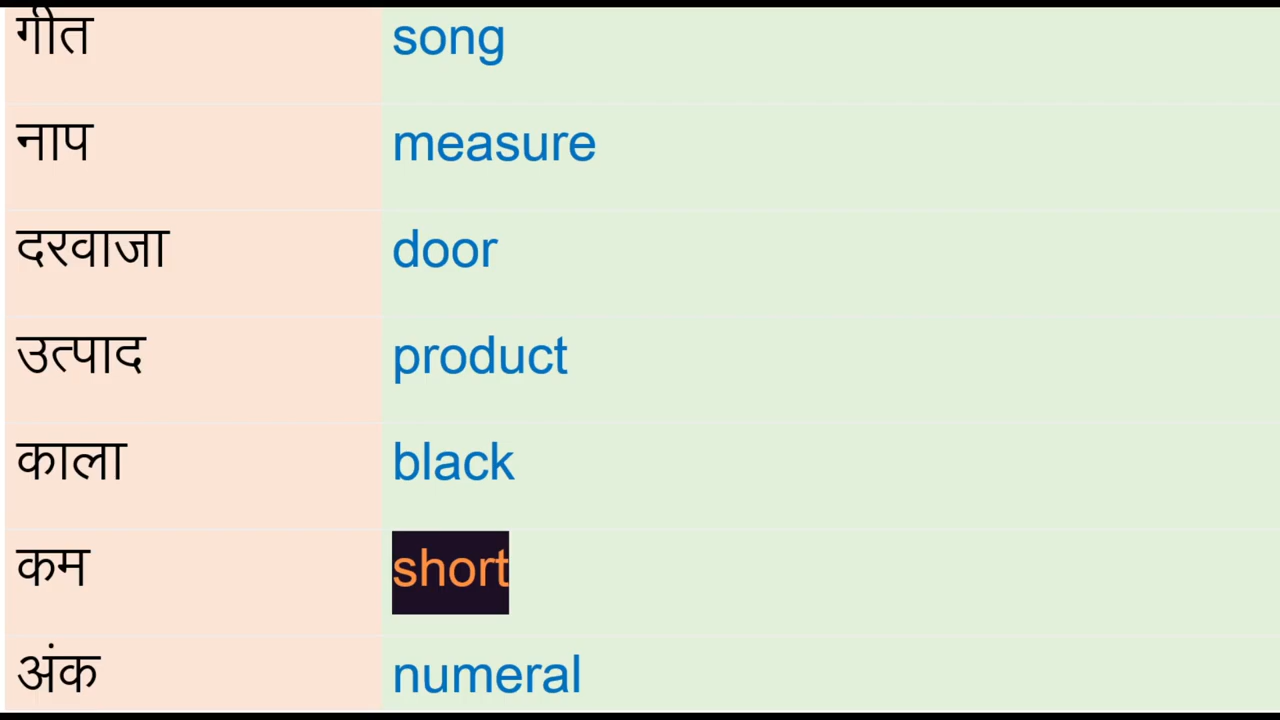 गीत song
नाप measure
दरवाजा door
उत्पाद product
काला black
कम short
अंक numeral